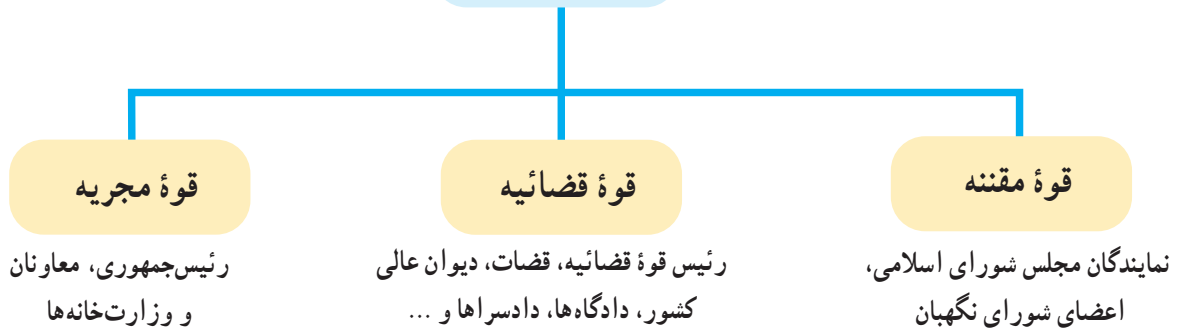 قوهٔ مقننه
نمایندگان مجلس شورای اسلامی،
اعضای شورای نگهبان
قوهٔ قضائیه
رئیس قوهٔ قضائیه، قضات، دیوان عالی
کشور، دادگاه‌ها، دادسراها و ...
قوهٔ مجریه
رئیس‌جمهوری، معاونان
و وزارت‌خانه‌ها